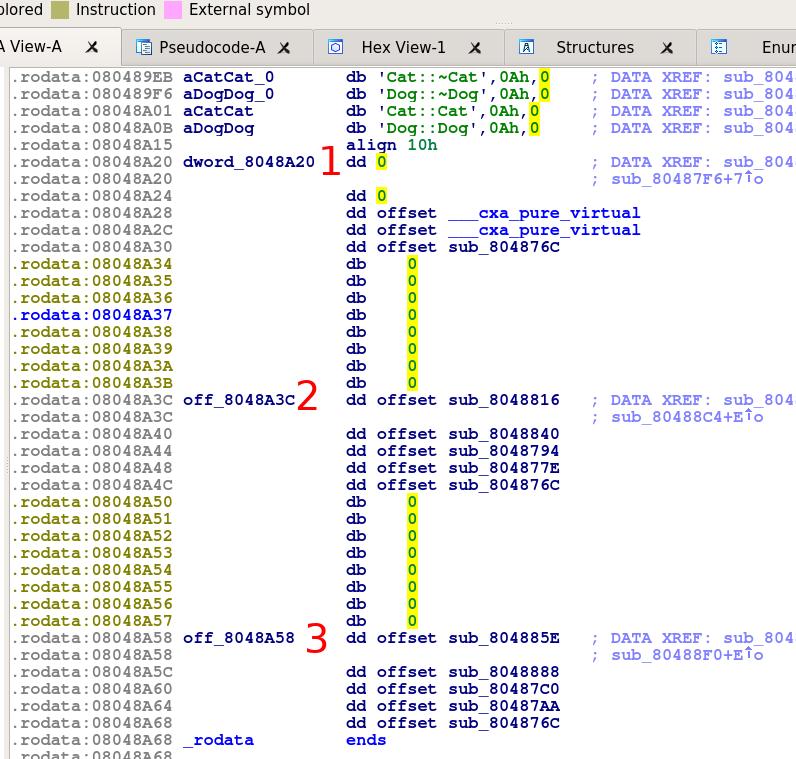 olored Instruction External symbol
A View-A Pseudocode-A Hex View-1 Structures Enur
.rodata:080489EB aCatCat_0 db 'Cat::~Cat',0Ah,0 ; DATA XREF: sub_804
.rodata:080489F6 aDogDog_0 db 'Dog::~Dog',0Ah,0 ; DATA XREF: sub_804
.rodata:08048A01 aCatCat db 'Cat::Cat',0Ah,0 ; DATA XREF: sub_804
.rodata:08048A0B aDogDog db 'Dog::Dog',0Ah,0 ; DATA XREF: sub_804
.rodata:08048A15 align 10h
.rodata:08048A20 dword_8048A20 1 dd 0 ; DATA XREF: sub_804
.rodata:08048A20 ; sub_80487F6+7↑o
.rodata:08048A24 dd 0
.rodata:08048A28 dd offset ___cxa_pure_virtual
.rodata:08048A2C dd offset ___cxa_pure_virtual
.rodata:08048A30 dd offset sub_804876C
.rodata:08048A34 db 0
.rodata:08048A35 db 0
.rodata:08048A36 db 0
.rodata:08048A37 db 0
.rodata:08048A38 db 0
.rodata:08048A39 db 0
.rodata:08048A3A db 0
.rodata:08048A3B db 0
.rodata:08048A3C off_8048A3C 2 dd offset sub_8048816 ; DATA XREF: sub_804
.rodata:08048A3C ; sub_80488C4+E↑o
.rodata:08048A40 dd offset sub_8048840
.rodata:08048A44 dd offset sub_8048794
.rodata:08048A48 dd offset sub_804877E
.rodata:08048A4C dd offset sub_804876C
.rodata:08048A50 db 0
.rodata:08048A51 db 0
.rodata:08048A52 db 0
.rodata:08048A53 db 0
.rodata:08048A54 db 0
.rodata:08048A55 db 0
.rodata:08048A56 db 0
.rodata:08048A57 db 0
.rodata:08048A58 off_8048A58 3 dd offset sub_804885E ; DATA XREF: sub_804
.rodata:08048A58 ; sub_80488F0+E↑o
.rodata:08048A5C dd offset sub_8048888
.rodata:08048A60 dd offset sub_80487C0
.rodata:08048A64 dd offset sub_80487AA
.rodata:08048A68 dd offset sub_804876C
.rodata:08048A68 _rodata ends
.rodata:08048A68